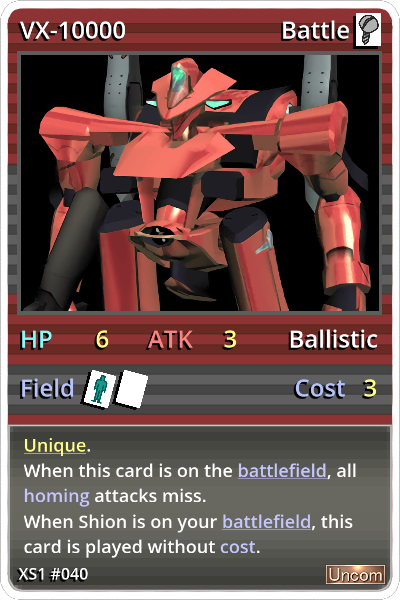 VX-10000 Battle
HP 6 ATK 3 Ballistic
Field Cost 3
Unique.
When this card is on the battlefield, all
homing attacks miss.
When Shion is on your battlefield, this
card is played without cost.
XS1 #040 Uncom